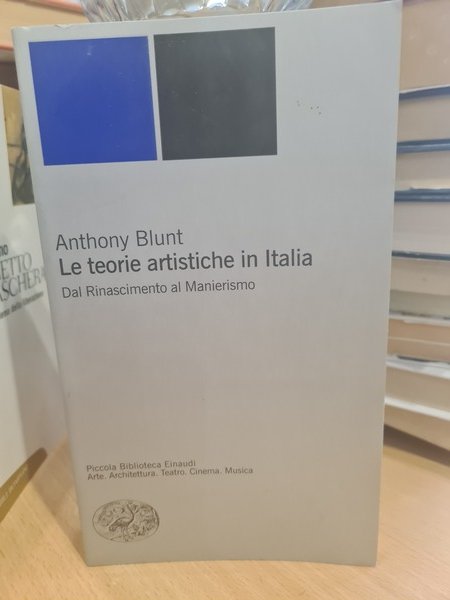 Anthony Blunt
Le teorie artistiche in Italia
Dal Rinascimento al Manierismo
Piccola Biblioteca Einaudi
Arte. Architettura. Teatro. Cinema. Musica